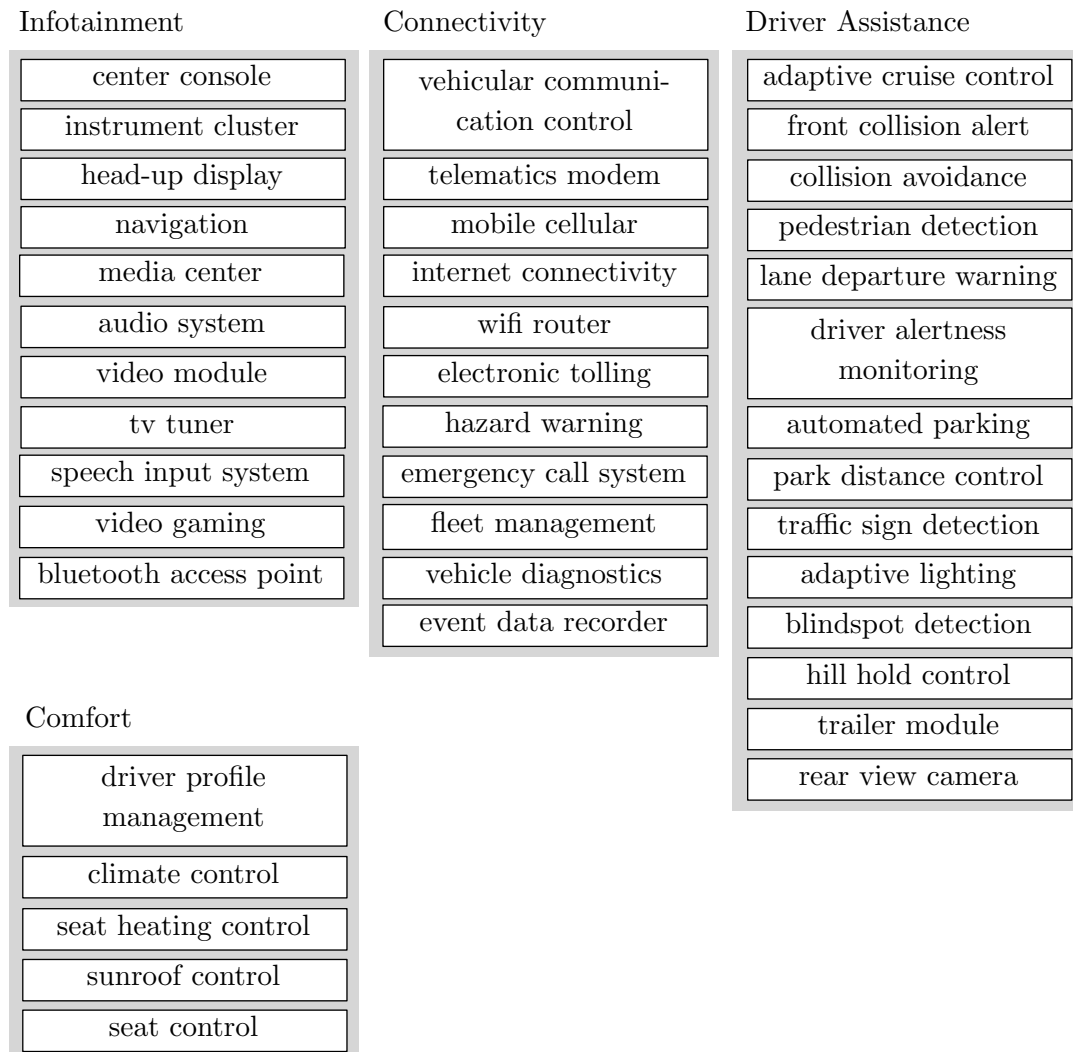 Infotainment
center console
instrument cluster
head-up display
navigation
media center
audio system
video module
tv tuner
speech input system
video gaming
bluetooth access point
Connectivity
vehicular communi-
cation control
telematics modem
mobile cellular
internet connectivity
wifi router
electronic tolling
hazard warning
emergency call system
fleet management
vehicle diagnostics
event data recorder
Driver Assistance
adaptive cruise control
front collision alert
collision avoidance
pedestrian detection
lane departure warning
driver alertness
monitoring
automated parking
park distance control
traffic sign detection
adaptive lighting
blindspot detection
hill hold control
trailer module
rear view camera
Comfort
driver profile
management
climate control
seat heating control
sunroof control
seat control